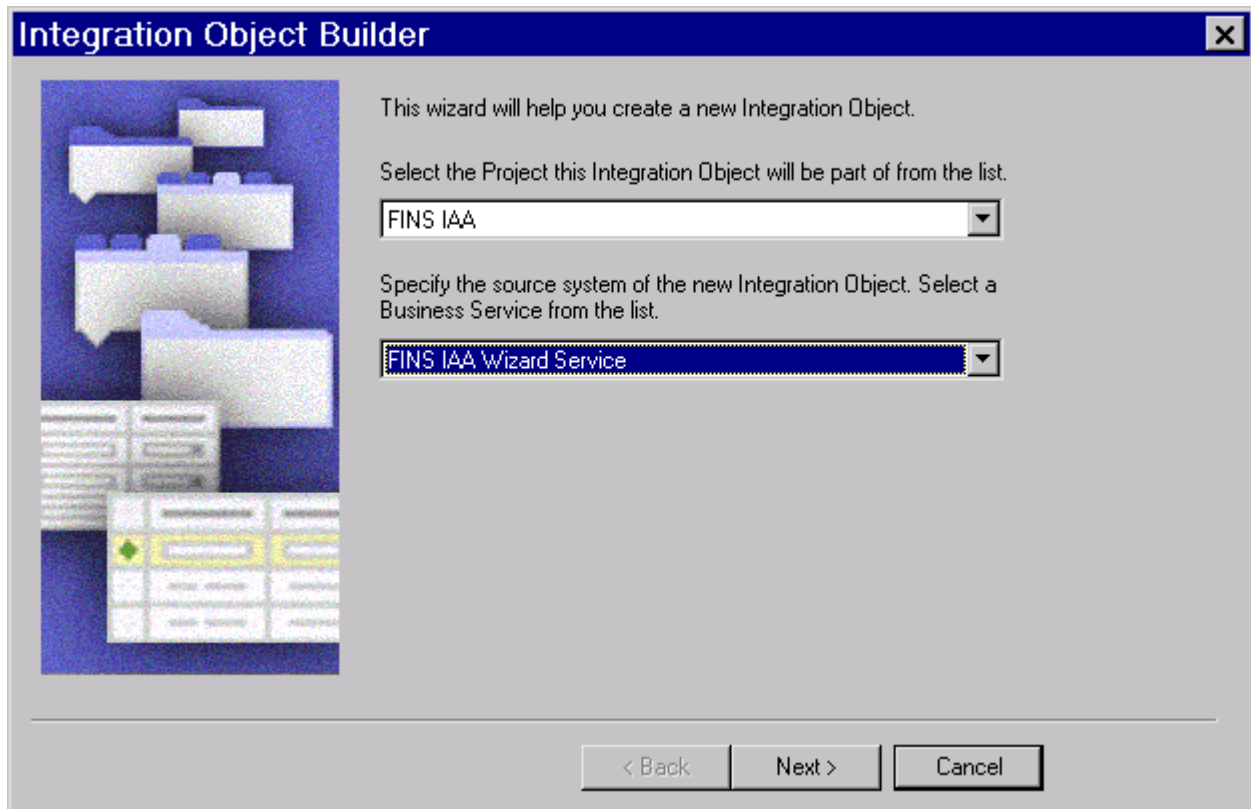 Integration Object Builder
This wizard will help you create a new Integration Object.
Select the Project this Integration Object will be part of from the list.
FINS IAA
Specify the source system of the new Integration Object. Select a
Business Service from the list.
FINS IAA Wizard Service
< Back
Next >
Cancel